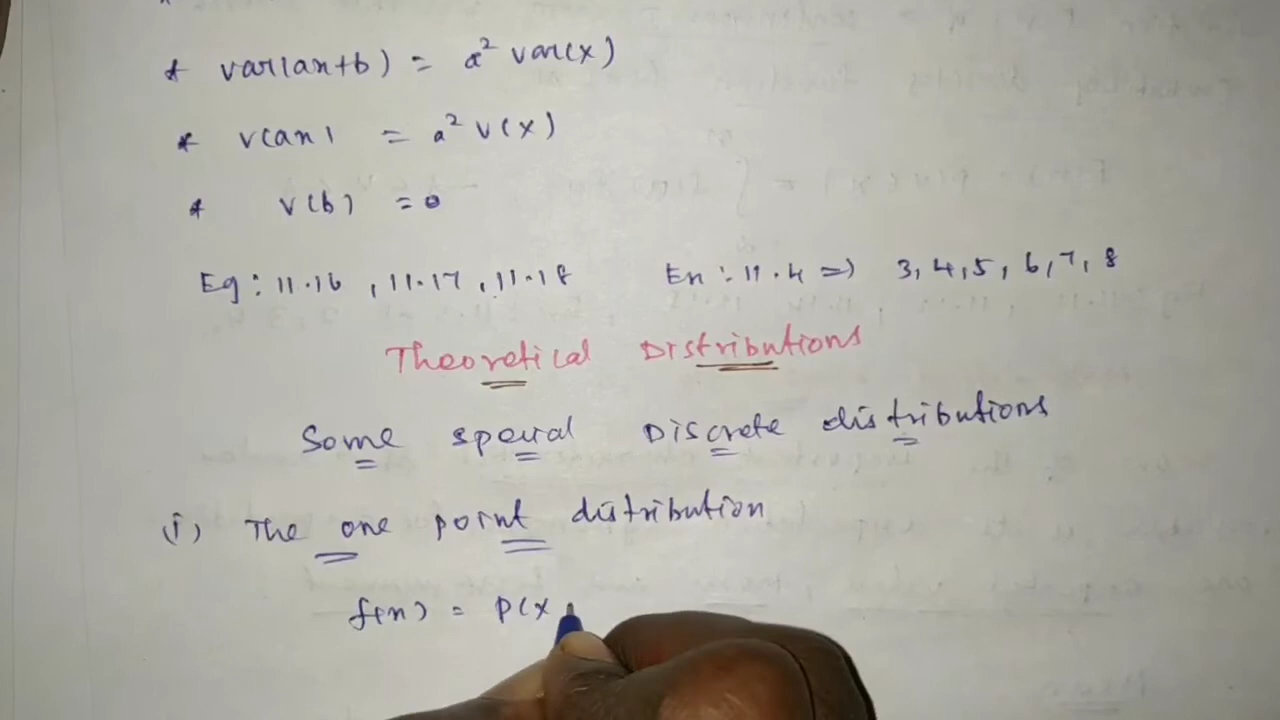 * var(ax+b) = a² var(x)
* v(ax) = a² v(x)
* v(b) = 0
Eg: 11.16, 11.17, 11.18 Ex: 11.4 => 3, 4, 5, 6, 7, 8
Theoretical Distributions
Some special Discrete distributions
(i) The one point distribution
f(x) = P(X